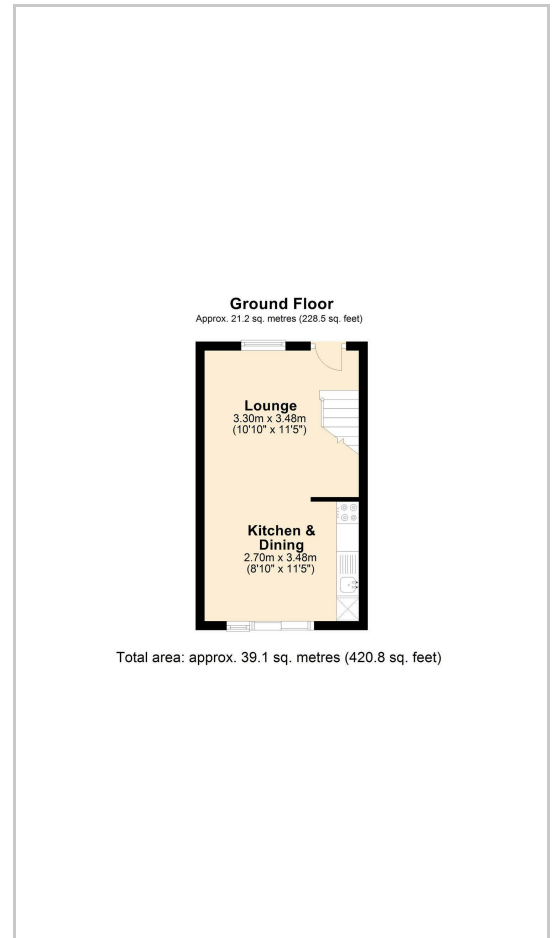 Ground Floor
Approx. 21.2 sq. metres (228.5 sq. feet)
Lounge
3.30m x 3.48m
(10'10" x 11'5")
Kitchen &
Dining
2.70m x 3.48m
(8'10" x 11'5")
Total area: approx. 39.1 sq. metres (420.8 sq. feet)